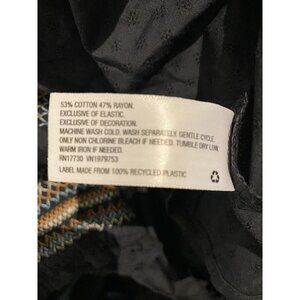 53% COTTON 47% RAYON.
EXCLUSIVE OF ELASTIC.
EXCLUSIVE OF DECORATION.
MACHINE WASH COLD. WASH SEPARATELY. GENTLE CYCLE.
ONLY NON CHLORINE BLEACH IF NEEDED. TUMBLE DRY LOW.
WARM IRON IF NEEDED.
RN17730 VN1979753
LABEL MADE FROM 100% RECYCLED PLASTIC